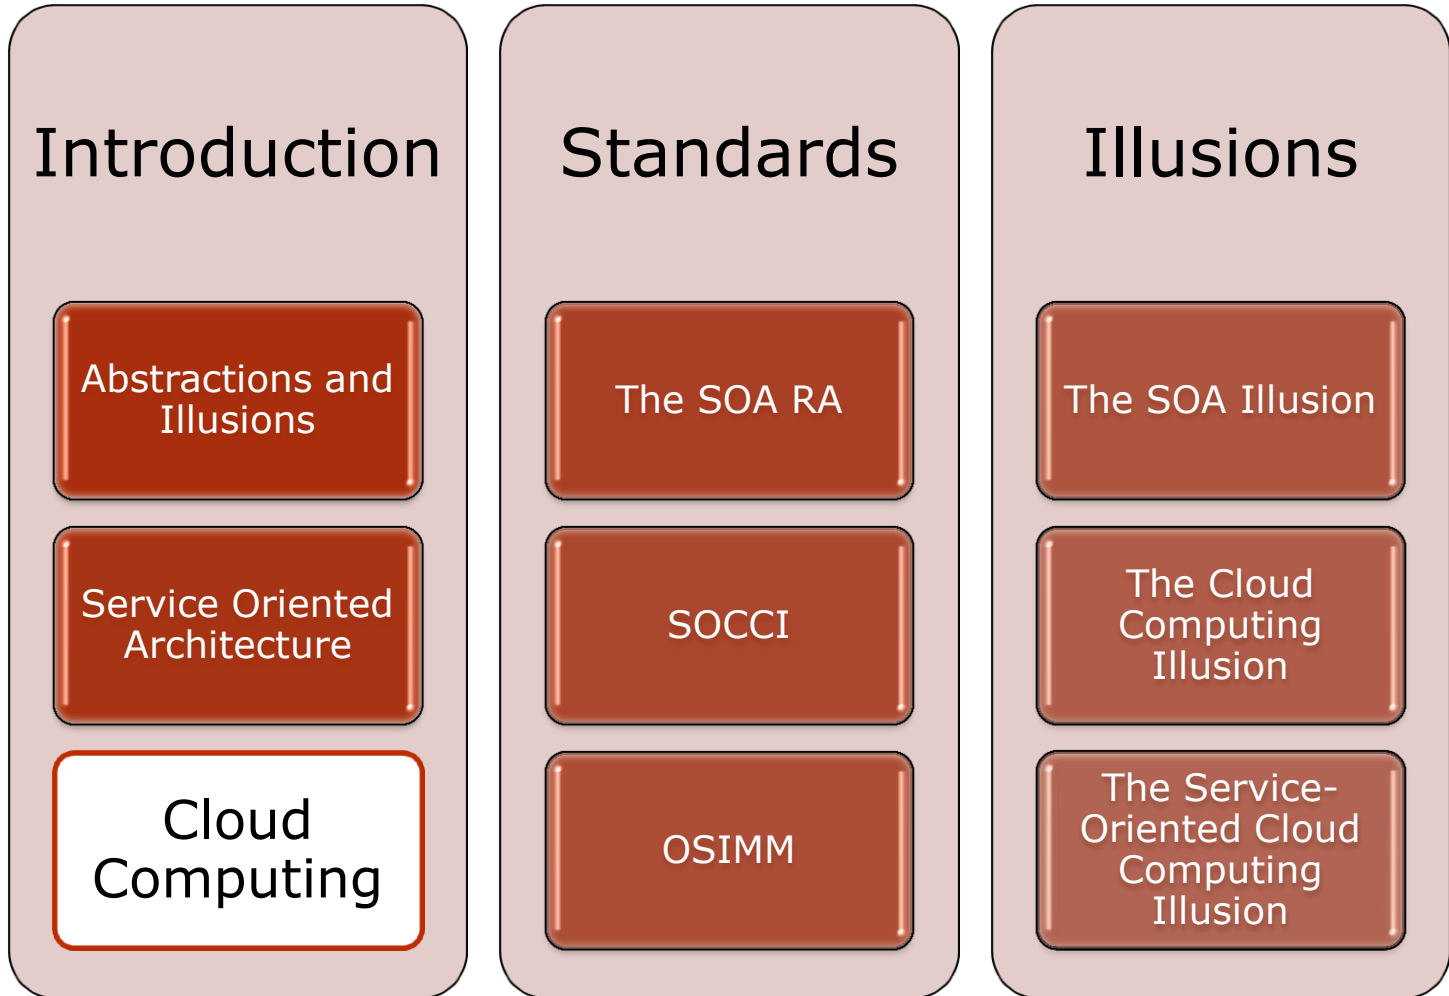 Introduction
Abstractions and
Illusions
Service Oriented
Architecture
Cloud
Computing
Standards
The SOA RA
SOCCI
OSIMM
Illusions
The SOA Illusion
The Cloud
Computing
Illusion
The Service-
Oriented Cloud
Computing
Illusion